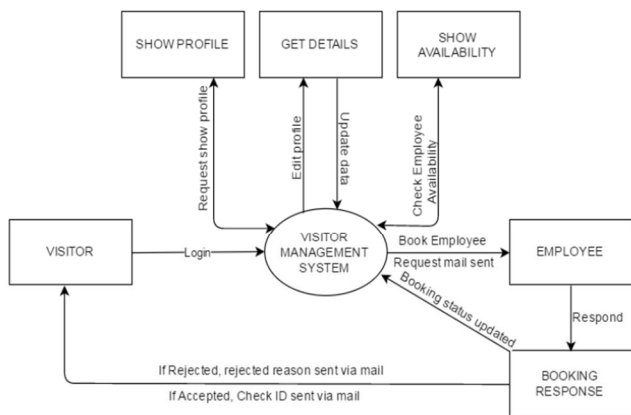 SHOW PROFILE
GET DETAILS
SHOW
AVAILABILITY
Request show profile
Edit profile
Update data
Check Employee
Availability
VISITOR
Login
VISITOR
MANAGEMENT
SYSTEM
Book Employee
Request mail sent
EMPLOYEE
Booking status updated
Respond
If Rejected, rejected reason sent via mail
If Accepted, Check ID sent via mail
BOOKING
RESPONSE